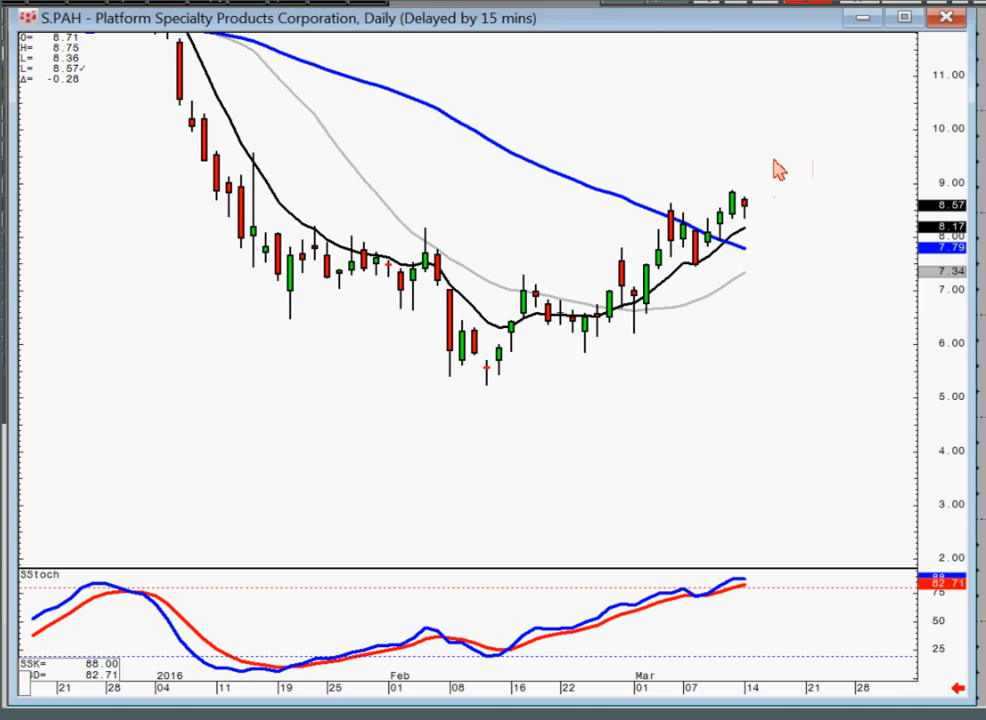 S.PAH - Platform Specialty Products Corporation, Daily (Delayed by 15 mins)
O= 8.71
H= 8.75
L= 8.36
L= 8.57✓
Δ= -0.28
11.00
10.00
9.00
8.57
8.17
8.00
7.79
7.34
7.00
6.00
5.00
4.00
3.00
2.00
SStoch
88
82.71
75
50
25
SSK= 88.00
D= 82.71
2016 Feb Mar
21 28 04 11 19 25 01 08 16 22 01 07 14 21 28